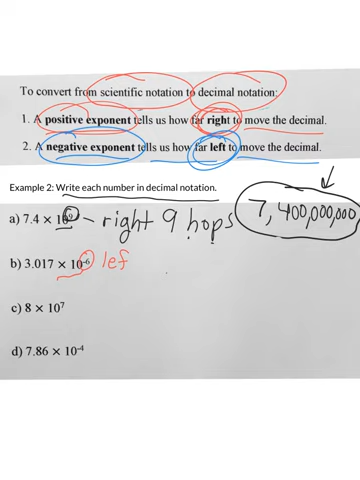 To convert from scientific notation to decimal notation:
1. A positive exponent tells us how far right to move the decimal.
2. A negative exponent tells us how far left to move the decimal.
Example 2: Write each number in decimal notation.
a) 7.4 × 10⁹ – right 9 hops 7,400,000,000
b) 3.017 × 10⁻⁶ lef
c) 8 × 10⁷
d) 7.86 × 10⁻⁴